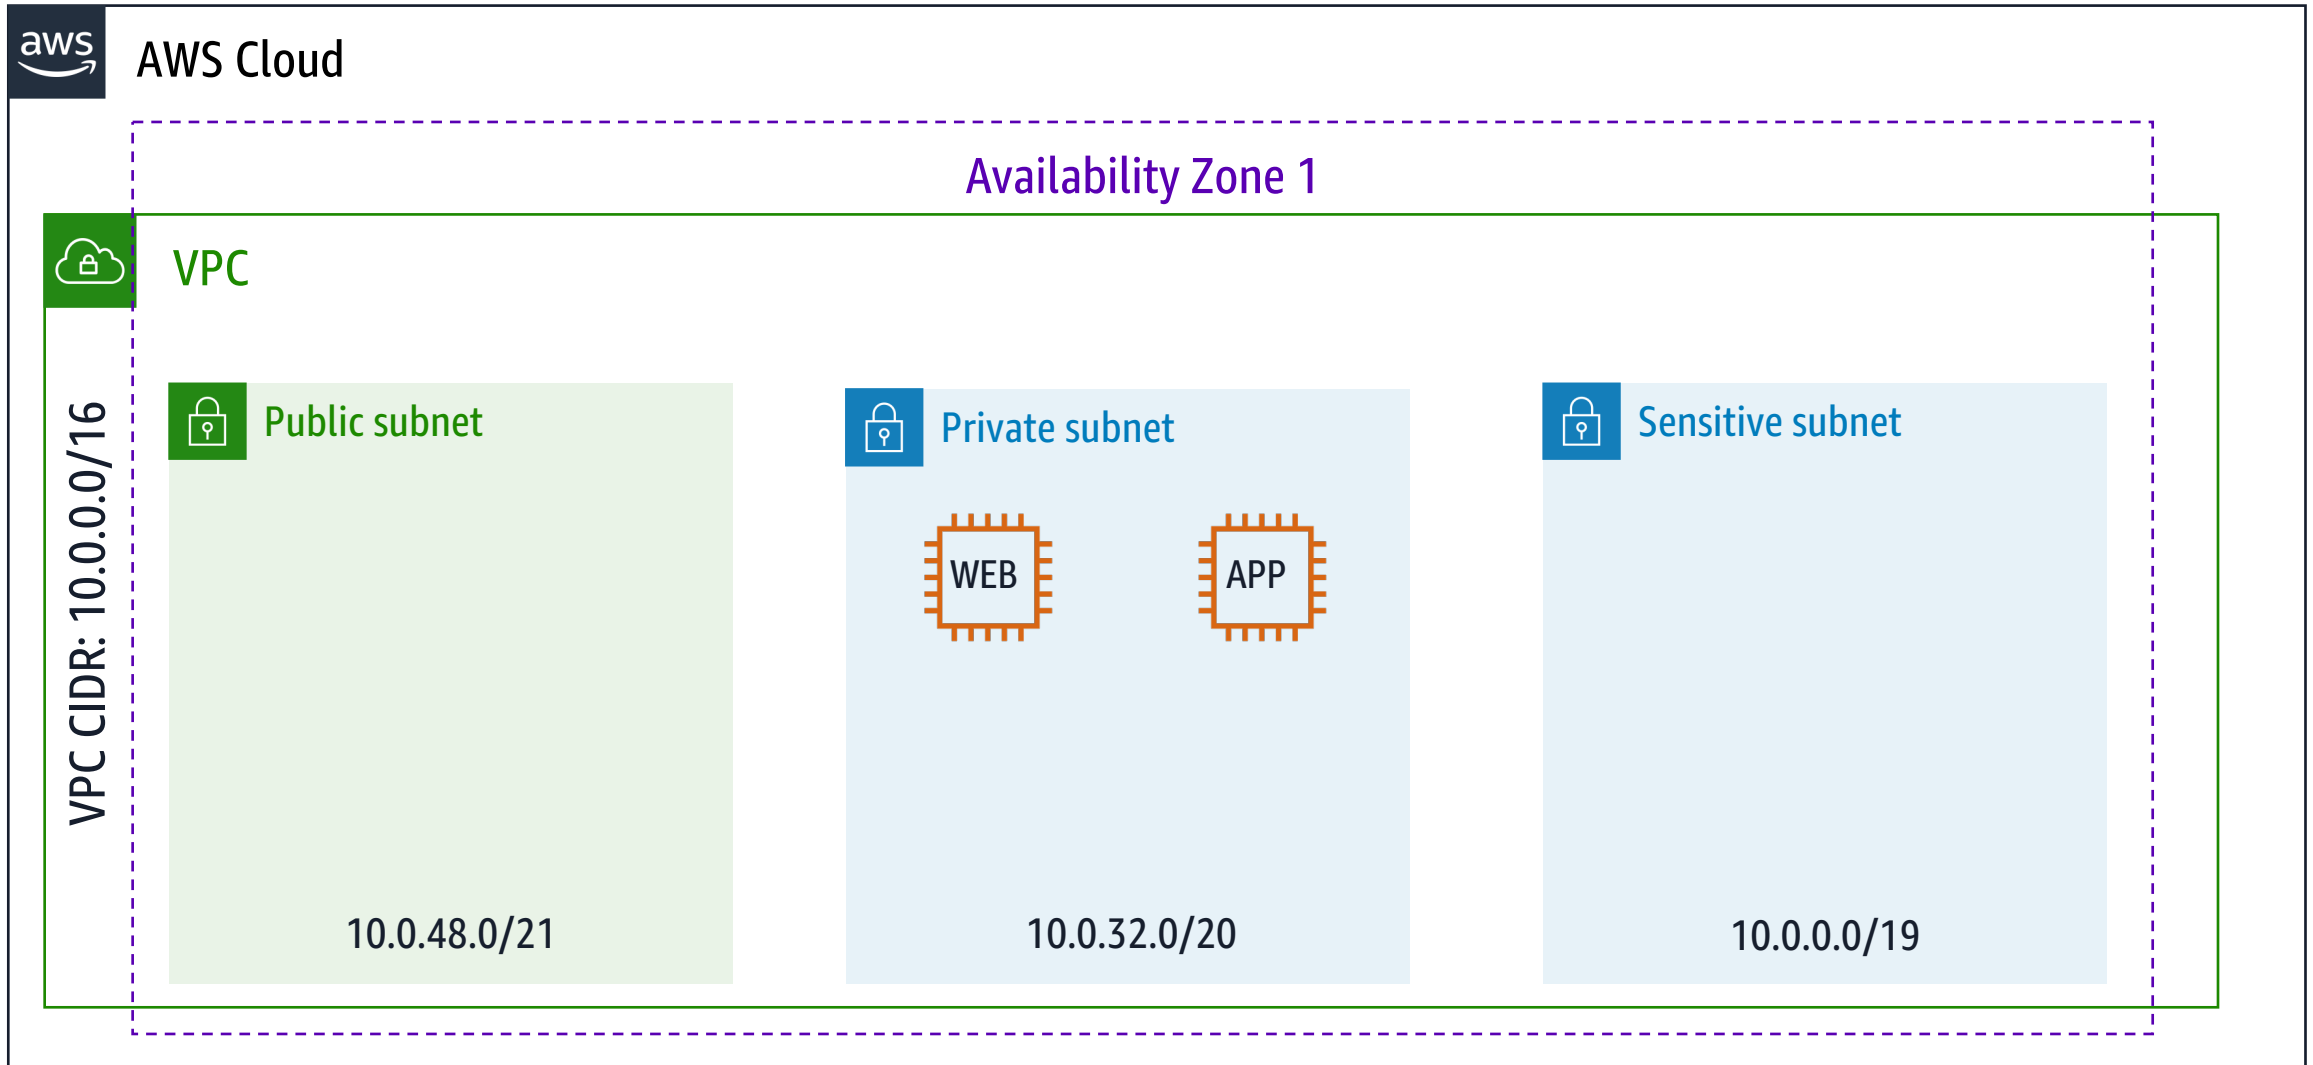 aws
AWS Cloud
Availability Zone 1
VPC
VPC CIDR: 10.0.0.0/16
Public subnet
10.0.48.0/21
Private subnet
WEB
APP
10.0.32.0/20
Sensitive subnet
10.0.0.0/19